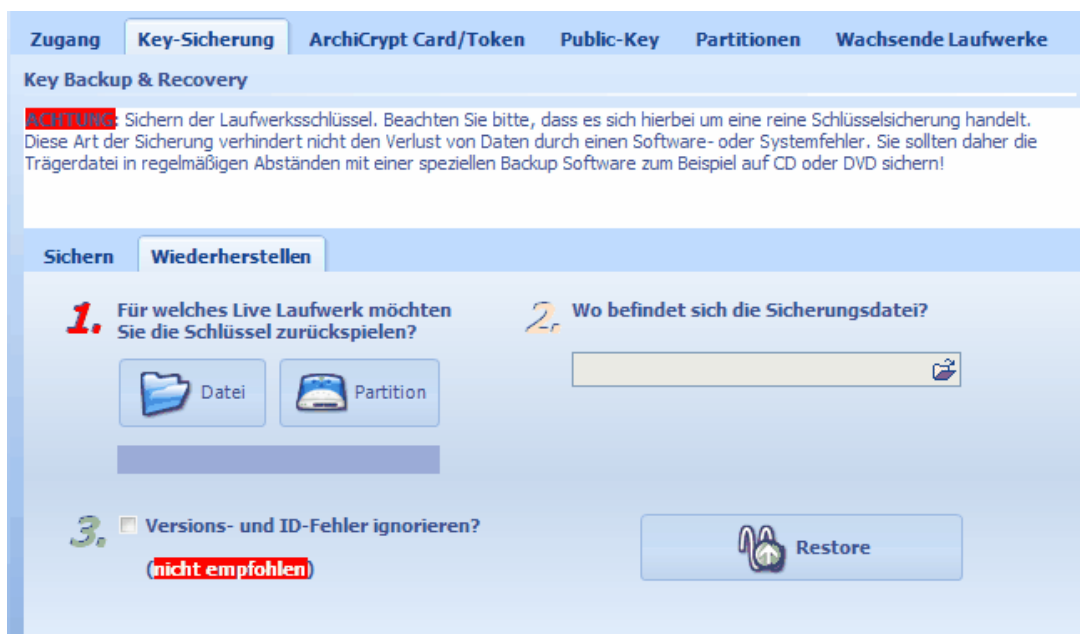 Zugang Key-Sicherung ArchiCrypt Card/Token Public-Key Partitionen Wachsende Laufwerke
Key Backup & Recovery
ACHTUNG: Sichern der Laufwerksschlüssel. Beachten Sie bitte, dass es sich hierbei um eine reine Schlüsselsicherung handelt.
Diese Art der Sicherung verhindert nicht den Verlust von Daten durch einen Software- oder Systemfehler. Sie sollten daher die
Trägerdatei in regelmäßigen Abständen mit einer speziellen Backup Software zum Beispiel auf CD oder DVD sichern!
Sichern Wiederherstellen
1. Für welches Live Laufwerk möchten
Sie die Schlüssel zurückspielen?
Datei Partition
2. Wo befindet sich die Sicherungsdatei?
3. Versions- und ID-Fehler ignorieren?
(nicht empfohlen)
Restore